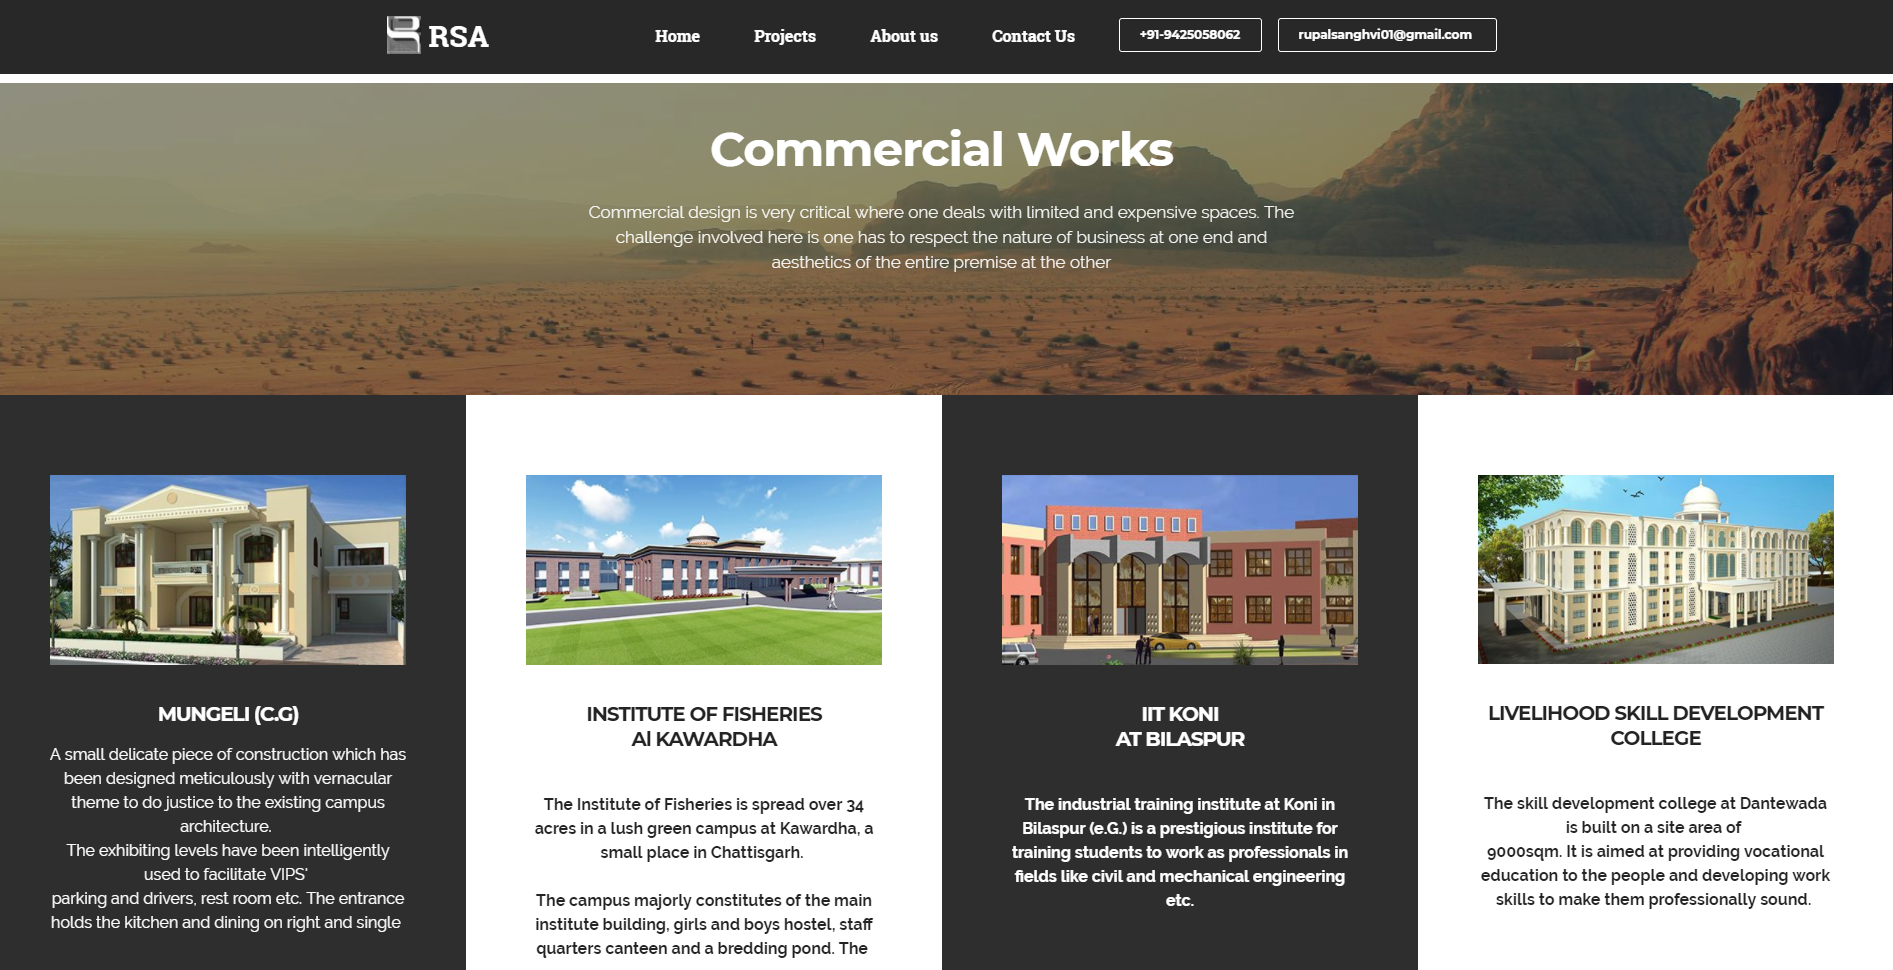 RSA
Home
Projects
About us
Contact Us
+91-9425058062
rupalsanghvi01@gmail.com
Commercial Works
Commercial design is very critical where one deals with limited and expensive spaces. The
challenge involved here is one has to respect the nature of business at one end and
aesthetics of the entire premise at the other
MUNGELI (C.G)
A small delicate piece of construction which has
been designed meticulously with vernacular
theme to do justice to the existing campus
architecture.
The exhibiting levels have been intelligently
used to facilitate VIPS'
parking and drivers, rest room etc. The entrance
holds the kitchen and dining on right and single
INSTITUTE OF FISHERIES
Al KAWARDHA
The Institute of Fisheries is spread over 34
acres in a lush green campus at Kawardha, a
small place in Chattisgarh.
The campus majorly constitutes of the main
institute building, girls and boys hostel, staff
quarters canteen and a bredding pond. The
IIT KONI
AT BILASPUR
The industrial training institute at Koni in
Bilaspur (e.G.) is a prestigious institute for
training students to work as professionals in
fields like civil and mechanical engineering
etc.
LIVELIHOOD SKILL DEVELOPMENT
COLLEGE
The skill development college at Dantewada
is built on a site area of
9000sqm. It is aimed at providing vocational
education to the people and developing work
skills to make them professionally sound.